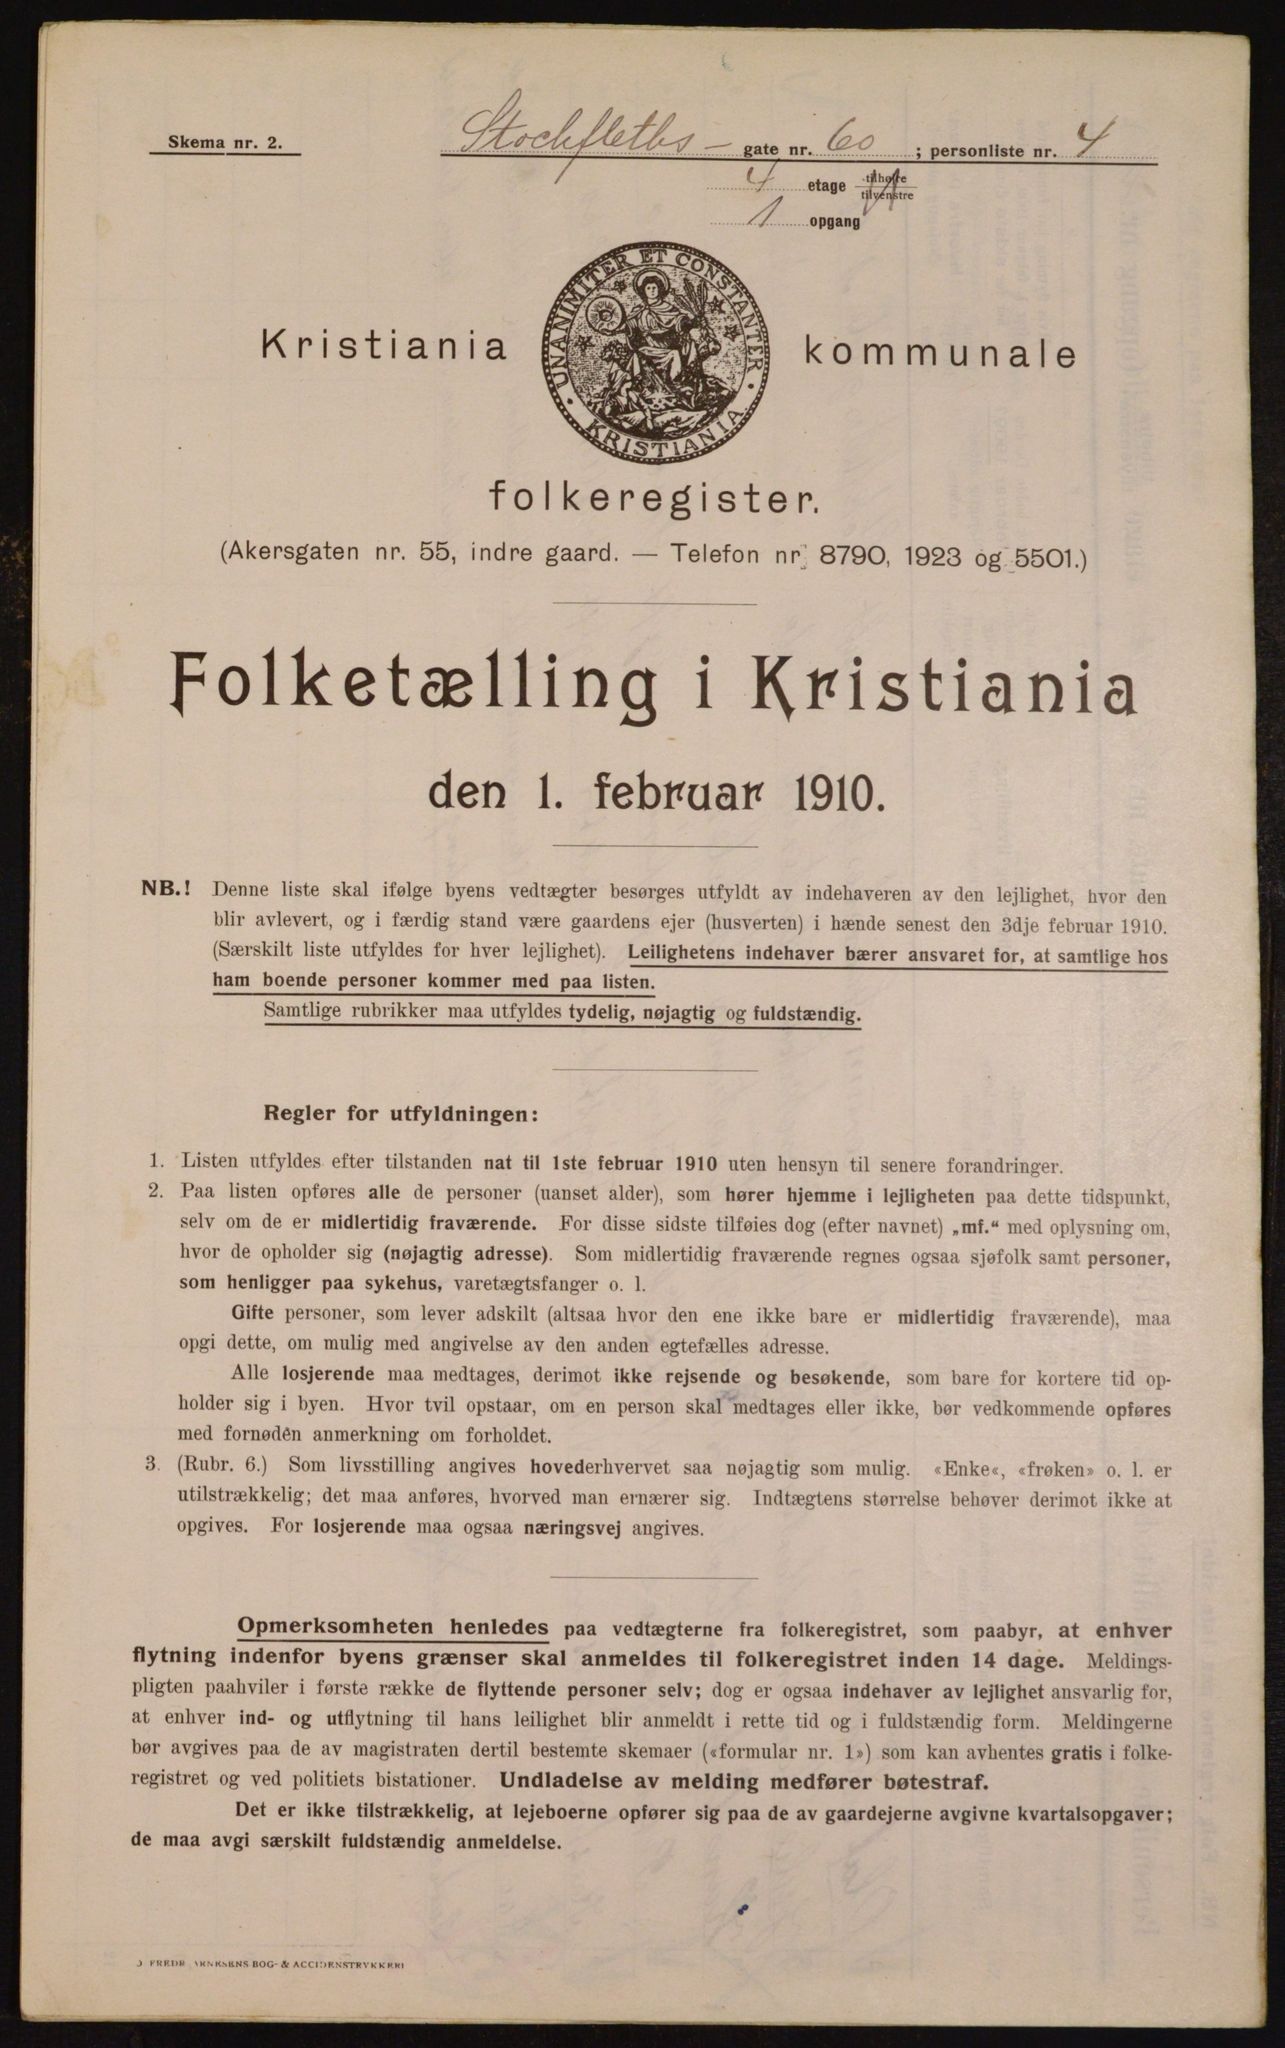 Skema nr. 2.
Stockfleths – gate nr. 60 ; personliste nr. 4
4 etage tilhøire tilvenstre
1 opgang
UNANIMITER ET CONSTANTER
· KRISTIANIA ·
Kristiania kommunale
folkeregister.
(Akersgaten nr. 55, indre gaard. — Telefon nr. 8790, 1923 og 5501.)
Folketælling i Kristiania
den 1. februar 1910.
NB.! Denne liste skal ifølge byens vedtægter besørges utfyldt av indehaveren av den lejlighet, hvor den
blir avlevert, og i færdig stand være gaardens ejer (husverten) i hænde senest den 3dje februar 1910.
(Særskilt liste utfyldes for hver lejlighet). Leilighetens indehaver bærer ansvaret for, at samtlige hos
ham boende personer kommer med paa listen.
Samtlige rubrikker maa utfyldes tydelig, nøjagtig og fuldstændig.
Regler for utfyldningen:
1. Listen utfyldes efter tilstanden nat til 1ste februar 1910 uten hensyn til senere forandringer.
2. Paa listen opføres alle de personer (uanset alder), som hører hjemme i lejligheten paa dette tidspunkt,
selv om de er midlertidig fraværende. For disse sidste tilføies dog (efter navnet) „mf.“ med oplysning om,
hvor de opholder sig (nøjagtig adresse). Som midlertidig fraværende regnes ogsaa sjøfolk samt personer,
som henligger paa sykehus, varetægtsfanger o. l.
Gifte personer, som lever adskilt (altsaa hvor den ene ikke bare er midlertidig fraværende), maa
opgi dette, om mulig med angivelse av den anden egtefælles adresse.
Alle losjerende maa medtages, derimot ikke rejsende og besøkende, som bare for kortere tid op-
holder sig i byen. Hvor tvil opstaar, om en person skal medtages eller ikke, bør vedkommende opføres
med fornøden anmerkning om forholdet.
3. (Rubr. 6.) Som livsstilling angives hovederhvervet saa nøjagtig som mulig. «Enke«, «frøken» o. l. er
utilstrækkelig; det maa anføres, hvorved man ernærer sig. Indtægtens størrelse behøver derimot ikke at
opgives. For losjerende maa ogsaa næringsvej angives.
Opmerksomheten henledes paa vedtægterne fra folkeregistret, som paabyr, at enhver
flytning indenfor byens grænser skal anmeldes til folkeregistret inden 14 dage. Meldings-
pligten paahviler i første række de flyttende personer selv; dog er ogsaa indehaver av lejlighet ansvarlig for,
at enhver ind- og utflytning til hans leilighet blir anmeldt i rette tid og i fuldstændig form. Meldingerne
bør avgives paa de av magistraten dertil bestemte skemaer («formular nr. 1») som kan avhentes gratis i folke-
registret og ved politiets bistationer. Undladelse av melding medfører bøtestraf.
Det er ikke tilstrækkelig, at lejeboerne opfører sig paa de av gaardejerne avgivne kvartalsopgaver;
de maa avgi særskilt fuldstændig anmeldelse.
BOG- & ACCIDENSTRYKKERI